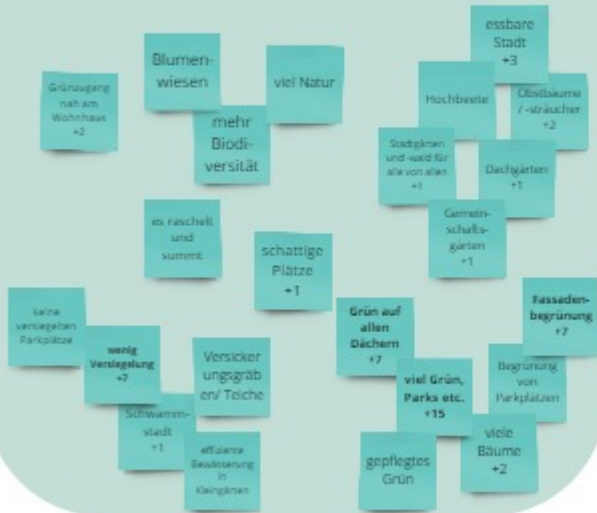 Grünzugang
nah am
Wohnhaus
+2
Blumen-
wiesen
mehr
Biodi-
versität
viel Natur
essbare
Stadt
+3
Hochbeete
Obstbäume
/ -sträucher
+2
Stadtgärten
und -wald für
alle von allen
+1
Dachgärten
+1
Gemein-
schafts-
gärten
+1
es raschelt
und
summt
schattige
Plätze
+1
keine
versiegelten
Parkplätze
wenig
Versiegelung
+7
Versicker
ungsgräb
en/ Teiche
Schwamm-
stadt
+1
effiziente
Bewässerung
in
Kleingärten
Grün auf
allen
Dächern
+7
Fassaden-
begrünung
+7
viel Grün,
Parks etc.
+15
Begrünung
von
Parkplätzen
viele
Bäume
+2
gepflegtes
Grün